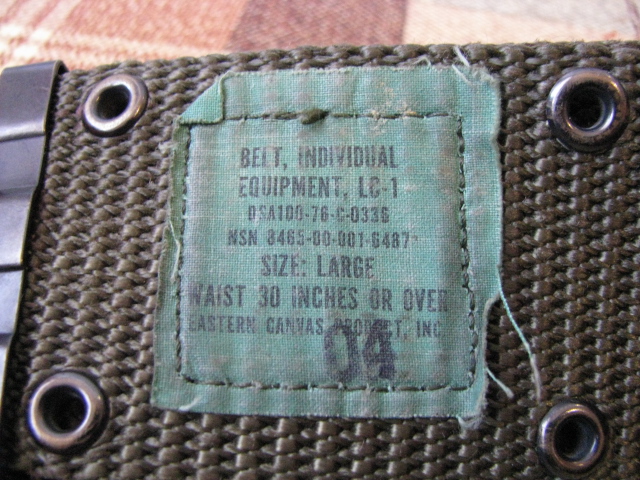 BELT, INDIVIDUAL
EQUIPMENT, LC-1
DSA100-76-C-0336
NSN 8465-00-001-6487
SIZE: LARGE
WAIST 30 INCHES OR OVER
EASTERN CANVAS PRODUCT, INC
04